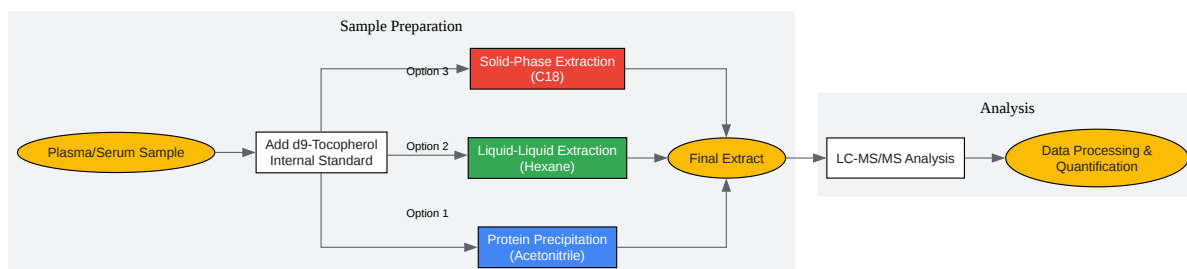 Sample Preparation
Plasma/Serum Sample
Add d9-Tocopherol
Internal Standard
Option 3
Solid-Phase Extraction
(C18)
Option 2
Liquid-Liquid Extraction
(Hexane)
Option 1
Protein Precipitation
(Acetonitrile)
Final Extract
Analysis
LC-MS/MS Analysis
Data Processing &
Quantification